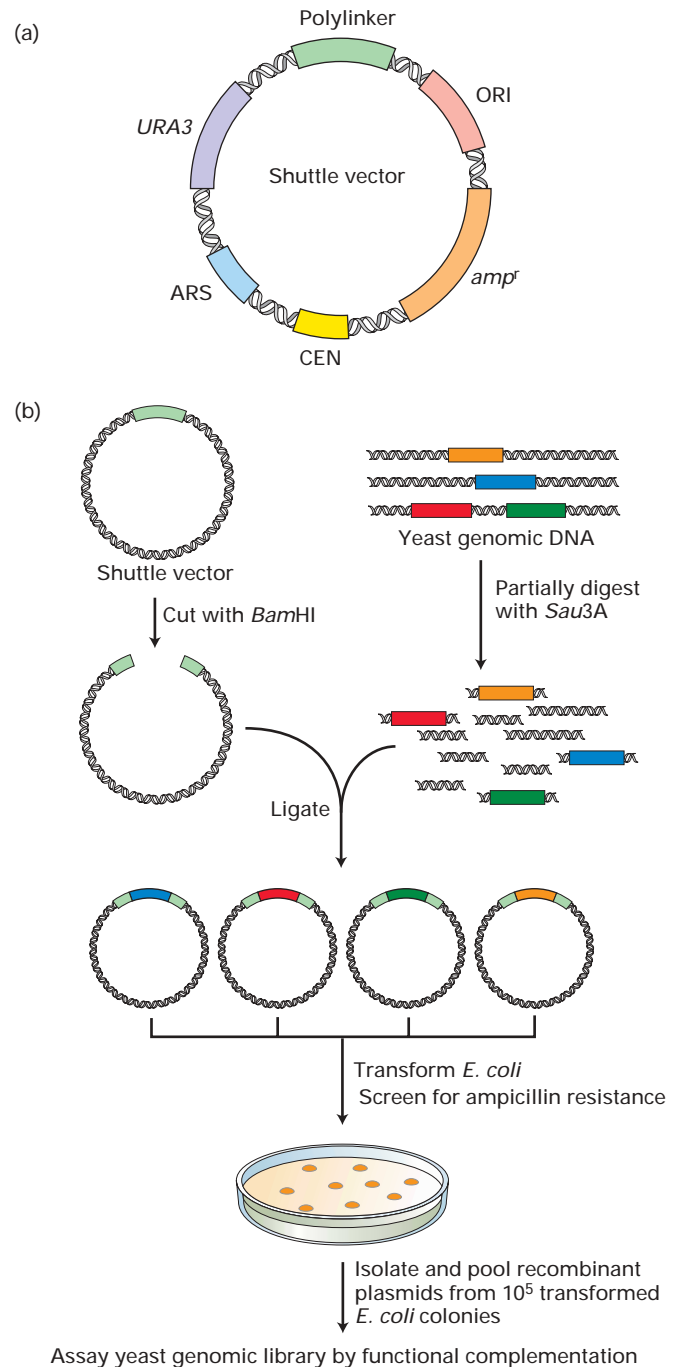 (a)
Polylinker
ORI
URA3
Shuttle vector
ampʳ
ARS
CEN
(b)
Shuttle vector
Yeast genomic DNA
Cut with BamHI
Partially digest
with Sau3A
Ligate
Transform E. coli
Screen for ampicillin resistance
Isolate and pool recombinant
plasmids from 10⁵ transformed
E. coli colonies
Assay yeast genomic library by functional complementation